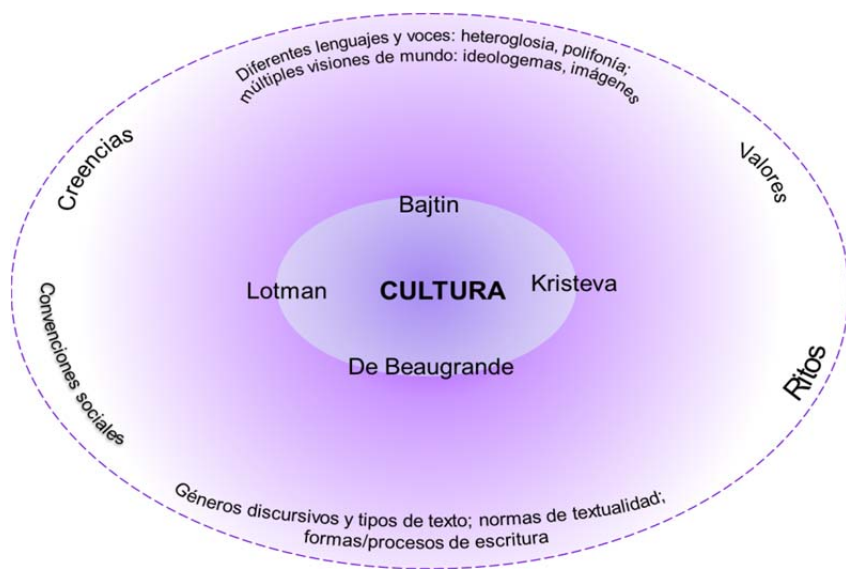 Diferentes lenguajes y voces: heteroglosia, polifonía;
múltiples visiones de mundo: ideologemas, imágenes
Creencias
Valores
Bajtin
Lotman
CULTURA
Kristeva
De Beaugrande
Convenciones sociales
Ritos
Géneros discursivos y tipos de texto; normas de textualidad;
formas/procesos de escritura